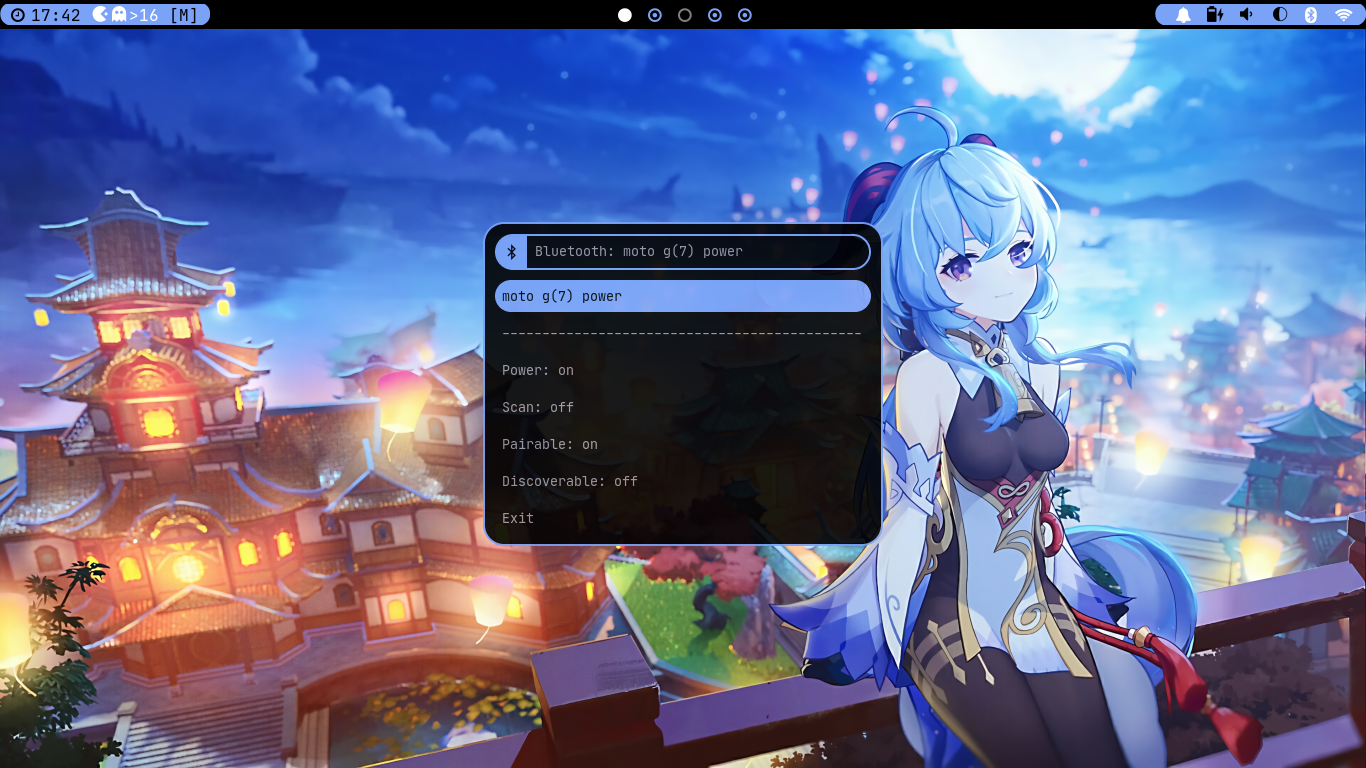 17:42 >16 [M]
Bluetooth: moto g(7) power
moto g(7) power
---------------------------------------------
Power: on
Scan: off
Pairable: on
Discoverable: off
Exit